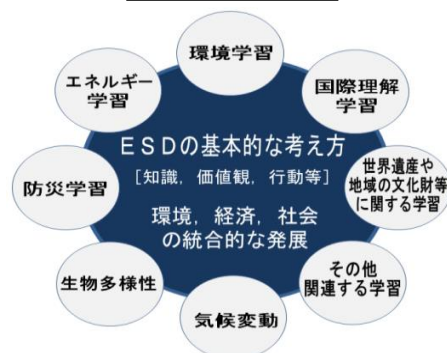 環境学習
国際理解
学習
世界遺産や
地域の文化財等
に関する学習
その他
関連する学習
気候変動
生物多様性
防災学習
エネルギー
学習
ESDの基本的な考え方
[知識，価値観，行動等]
環境，経済，社会
の統合的な発展